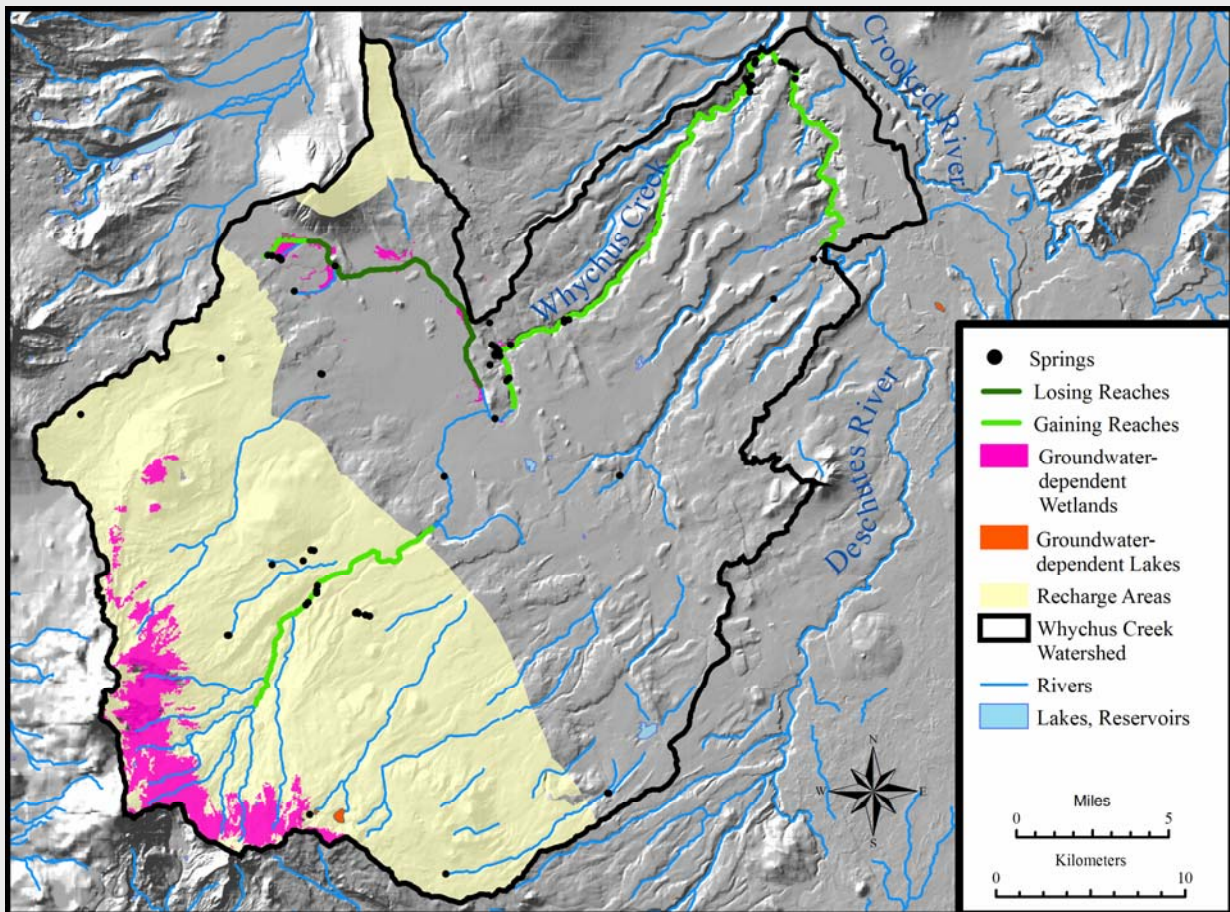 Crooked River
Whychus Creek
Deschutes River
Springs
Losing Reaches
Gaining Reaches
Groundwater-
dependent
Wetlands
Groundwater-
dependent Lakes
Recharge Areas
Whychus Creek
Watershed
Rivers
Lakes, Reservoirs
N
W
E
S
Miles
0 5
Kilometers
0 10